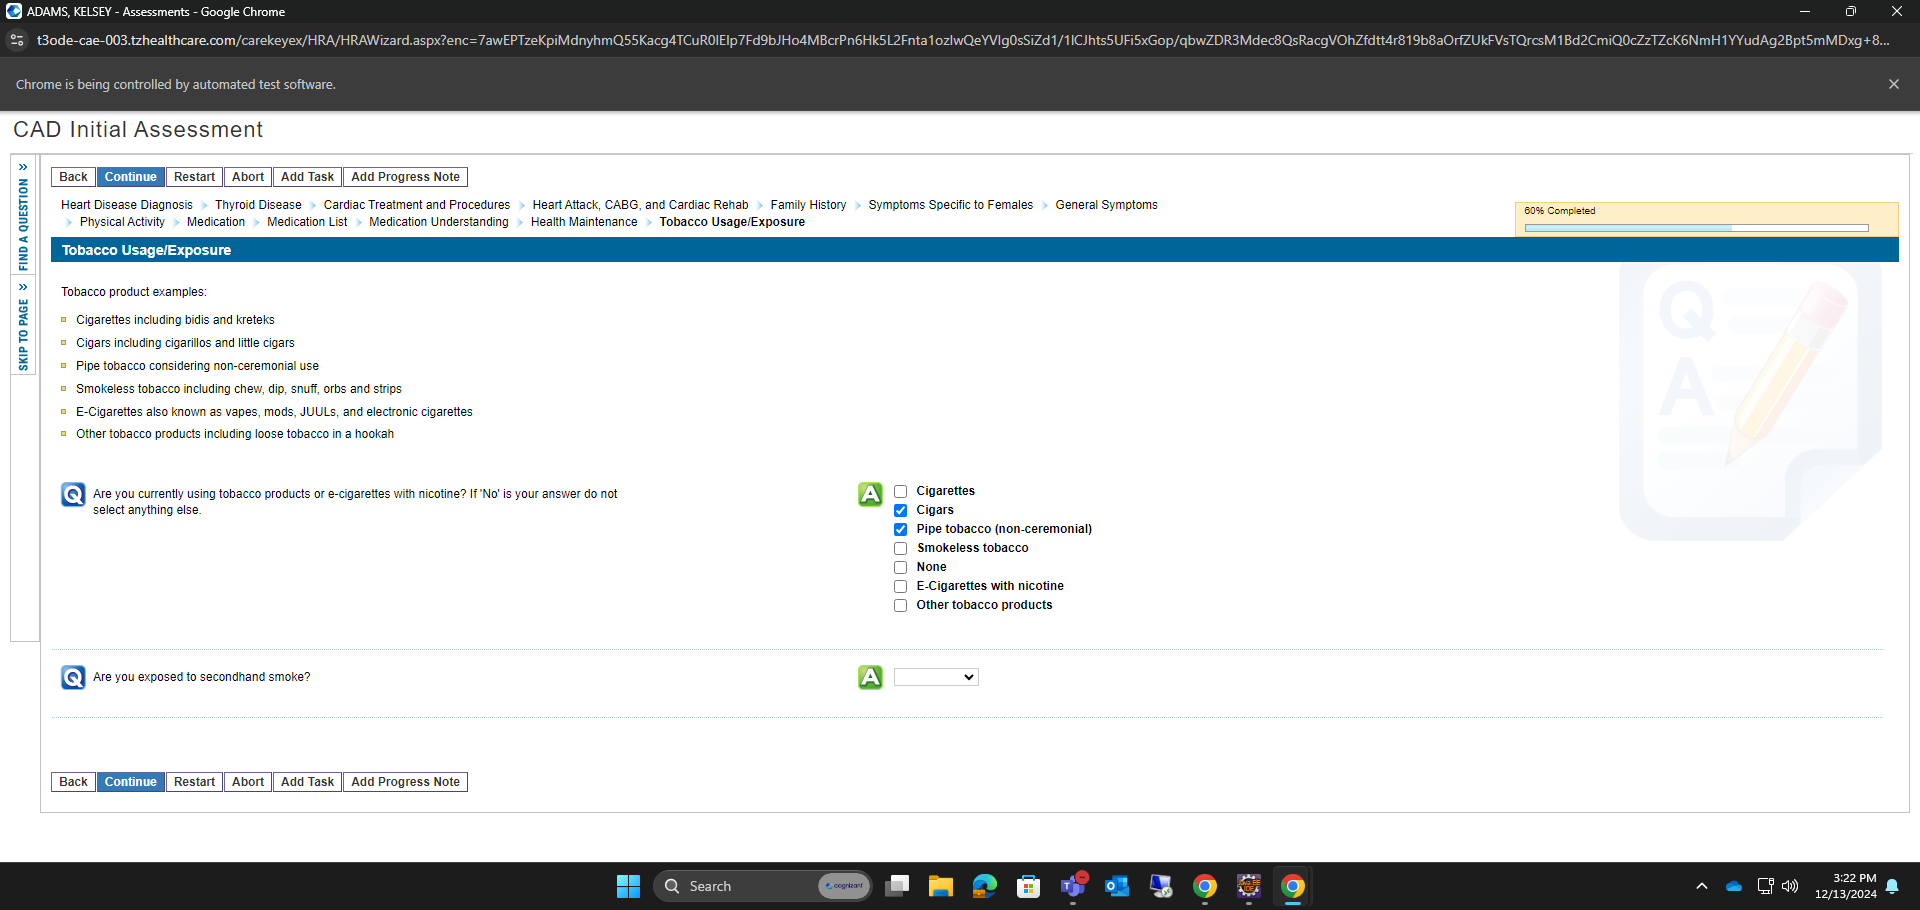 ADAMS, KELSEY - Assessments - Google Chrome
t3ode-cae-003.tzhealthcare.com/carekeyex/HRA/HRAWizard.aspx?enc=7awEPTzeKpiMdnyhmQ55Kacg4TCuR0IElp7Fd9bJHo4MBcrPn6Hk5L2Fnta1ozlwQeYVlg0sSiZd1/1lCJhts5UFi5xGop/qbwZDR3Mdec8QsRacgVOhZfdtt4r819b8aOrfZUkFVsTQrcsM1Bd2CmiQ0cZzTZcK6NmH1YYudAg2Bpt5mMDxg+8...
Chrome is being controlled by automated test software.
CAD Initial Assessment
FIND A QUESTION
SKIP TO PAGE
Back Continue Restart Abort Add Task Add Progress Note
Heart Disease Diagnosis Thyroid Disease Cardiac Treatment and Procedures Heart Attack, CABG, and Cardiac Rehab Family History Symptoms Specific to Females General Symptoms
Physical Activity Medication Medication List Medication Understanding Health Maintenance Tobacco Usage/Exposure
60% Completed
Tobacco Usage/Exposure
Tobacco product examples:
Cigarettes including bidis and kreteks
Cigars including cigarillos and little cigars
Pipe tobacco considering non-ceremonial use
Smokeless tobacco including chew, dip, snuff, orbs and strips
E-Cigarettes also known as vapes, mods, JUULs, and electronic cigarettes
Other tobacco products including loose tobacco in a hookah
Q
A
Q Are you currently using tobacco products or e-cigarettes with nicotine? If 'No' is your answer do not
select anything else.
A
Cigarettes
Cigars
Pipe tobacco (non-ceremonial)
Smokeless tobacco
None
E-Cigarettes with nicotine
Other tobacco products
Q Are you exposed to secondhand smoke?
A
Back Continue Restart Abort Add Task Add Progress Note
Search
cognizant
3:22 PM
12/13/2024